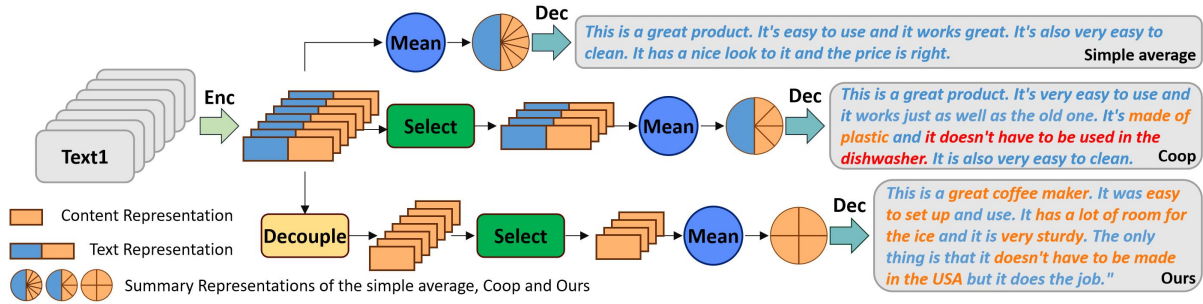 Dec
Mean
This is a great product. It's easy to use and it works great. It's also very easy to
clean. It has a nice look to it and the price is right.
Simple average
Enc
Text1
Select
Mean
Dec
This is a great product. It's very easy to use and
it works just as well as the old one. It's made of
plastic and it doesn't have to be used in the
dishwasher. It is also very easy to clean.
Coop
Decouple
Select
Mean
Dec
This is a great coffee maker. It was easy
to set up and use. It has a lot of room for
the ice and it is very sturdy. The only
thing is that it doesn't have to be made
in the USA but it does the job."
Ours
Content Representation
Text Representation
Summary Representations of the simple average, Coop and Ours